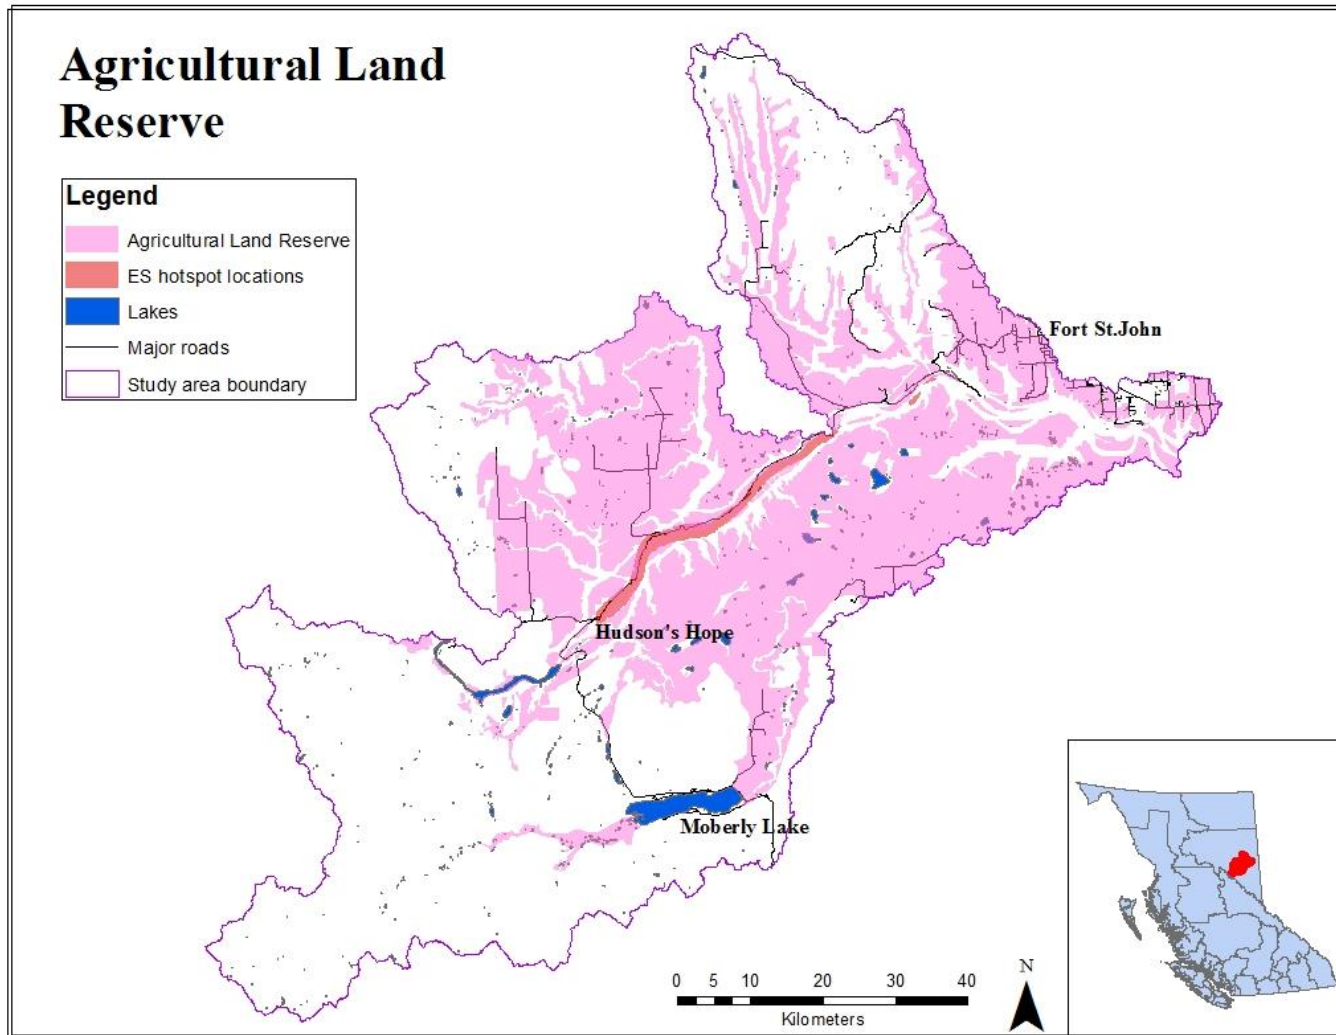 Agricultural Land
Reserve
Legend
Agricultural Land Reserve
ES hotspot locations
Lakes
Major roads
Study area boundary
Fort St.John
Hudson's Hope
Moberly Lake
0 5 10 20 30 40
Kilometers
N